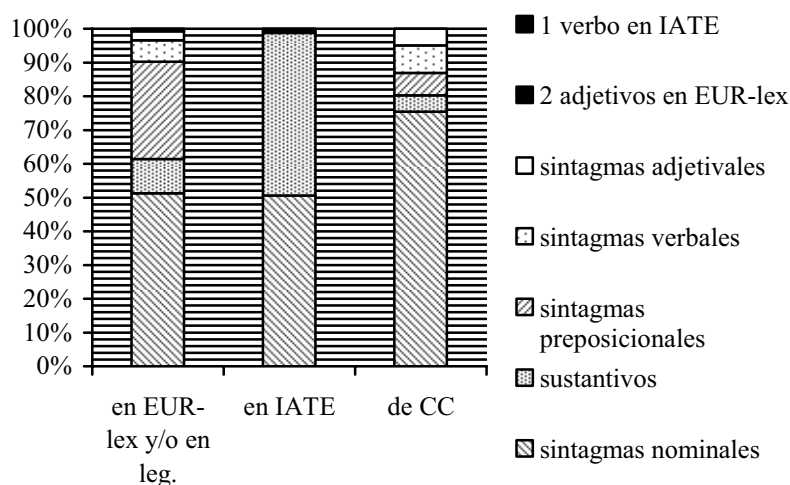 100%
90%
80%
70%
60%
50%
40%
30%
20%
10%
0%
en EUR-
lex y/o en
leg.
en IATE
de CC
1 verbo en IATE
2 adjetivos en EUR-lex
sintagmas adjetivales
sintagmas verbales
sintagmas
preposicionales
sustantivos
sintagmas nominales